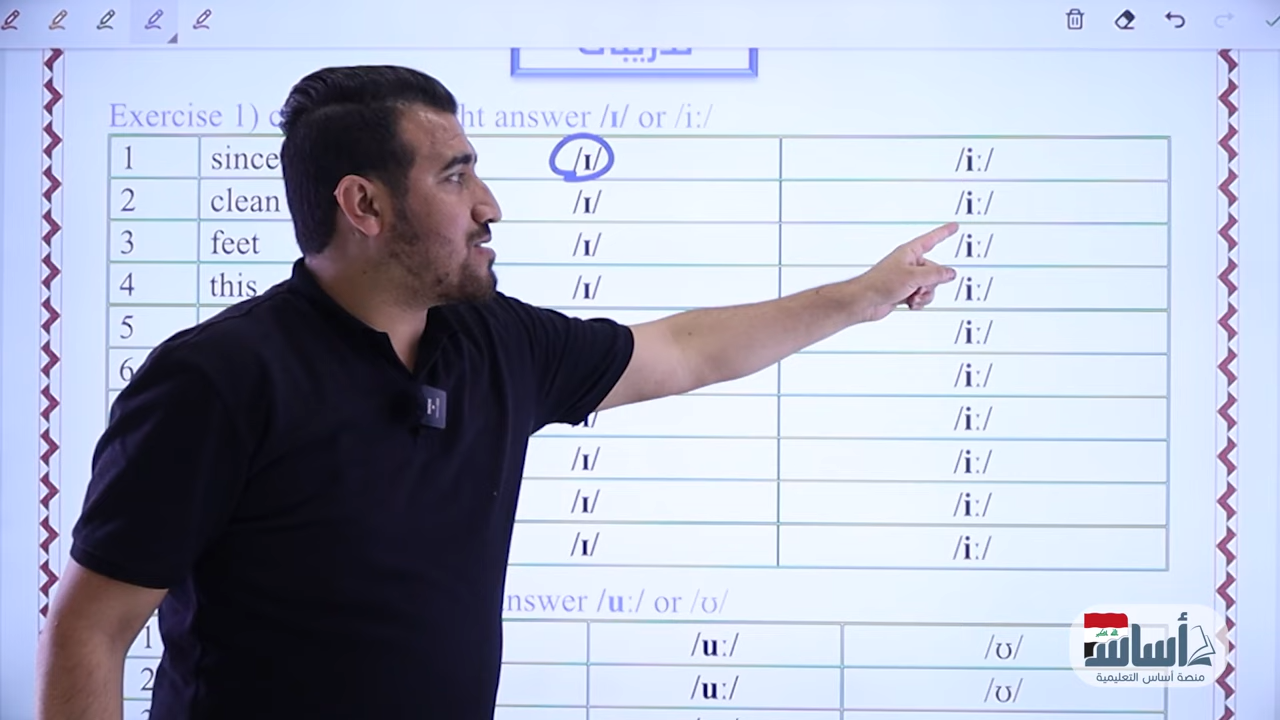 تدريبات
Exercise 1) answer /ɪ/ or /iː/
1 since /ɪ/ /iː/
2 clean /ɪ/ /iː/
3 feet /ɪ/ /iː/
4 this /ɪ/ /iː/
5 /iː/
6 /iː/
/ɪ/ /iː/
/ɪ/ /iː/
/ɪ/ /iː/
/ɪ/ /iː/
answer /uː/ or /ʊ/
1 /uː/ /ʊ/
2 /uː/ /ʊ/
أساس
منصة أساس التعليمية